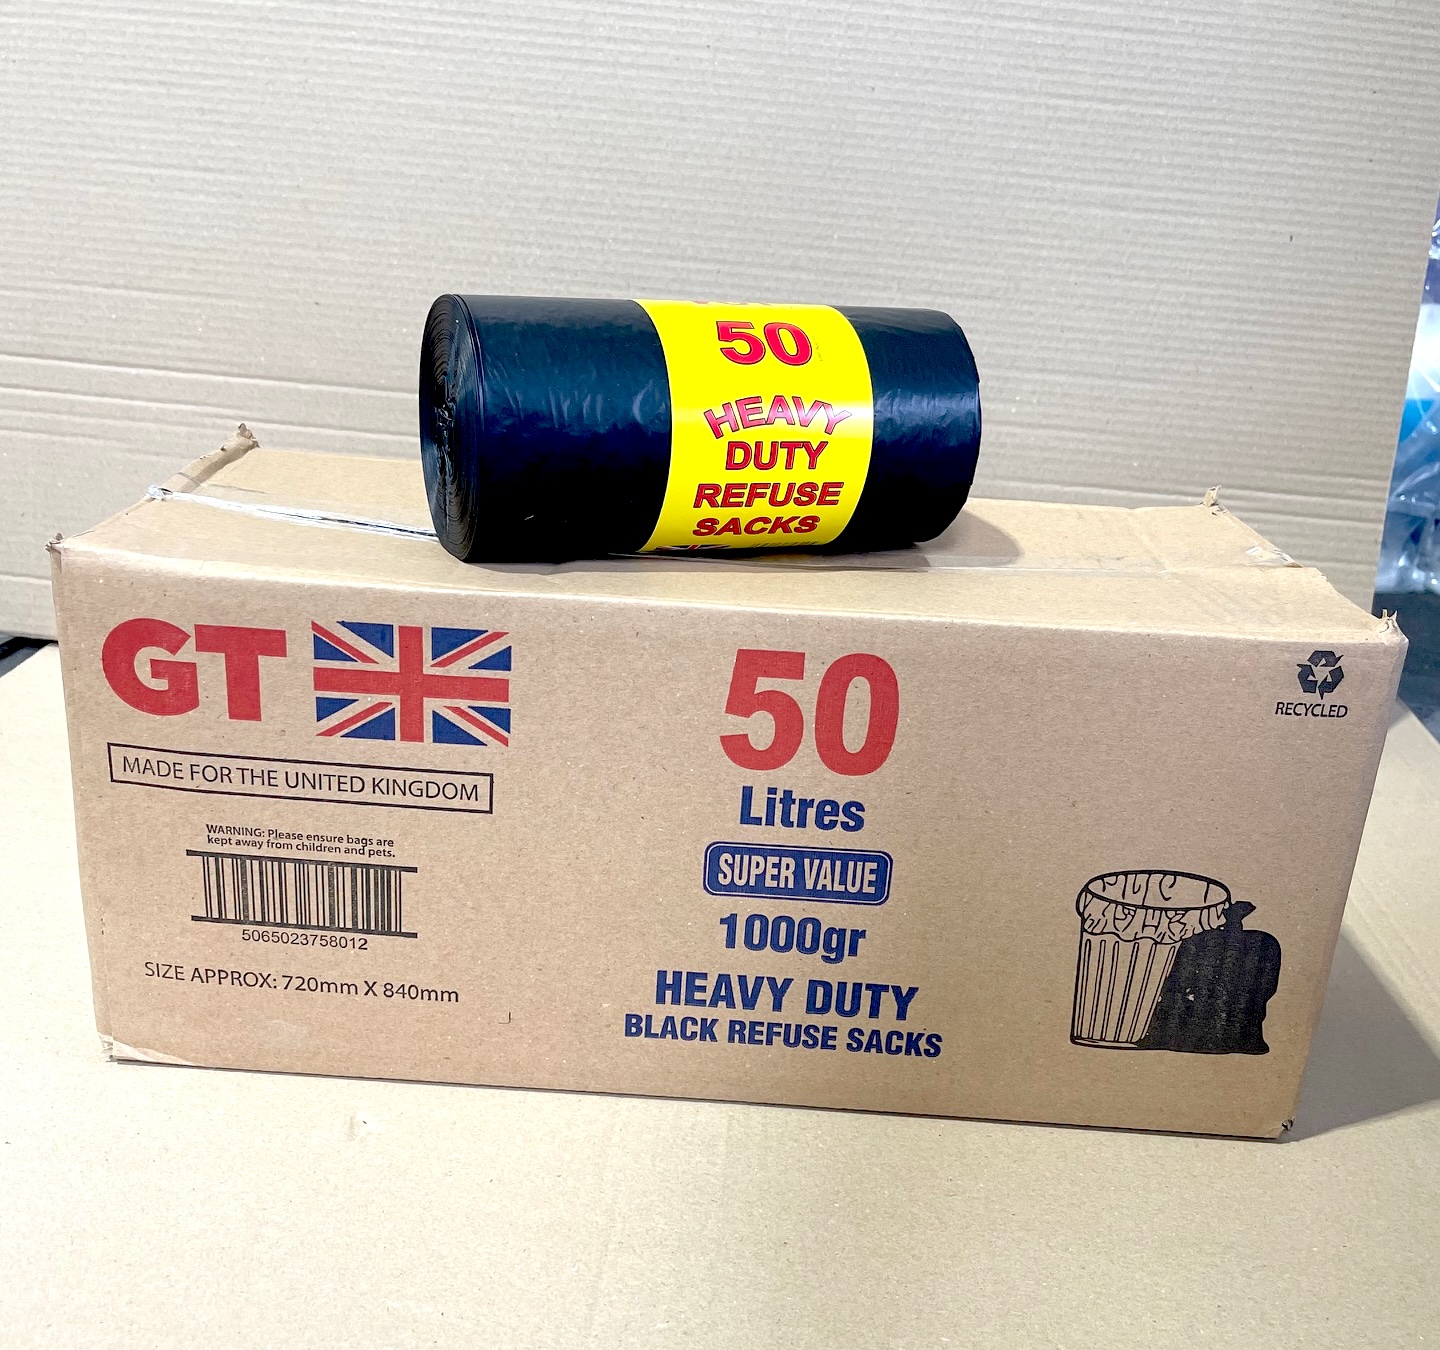 50
HEAVY
DUTY
REFUSE
SACKS
GT
MADE FOR THE UNITED KINGDOM
WARNING: Please ensure bags are
kept away from children and pets.
5065023758012
SIZE APPROX: 720mm X 840mm
50
Litres
SUPER VALUE
1000gr
HEAVY DUTY
BLACK REFUSE SACKS
RECYCLED